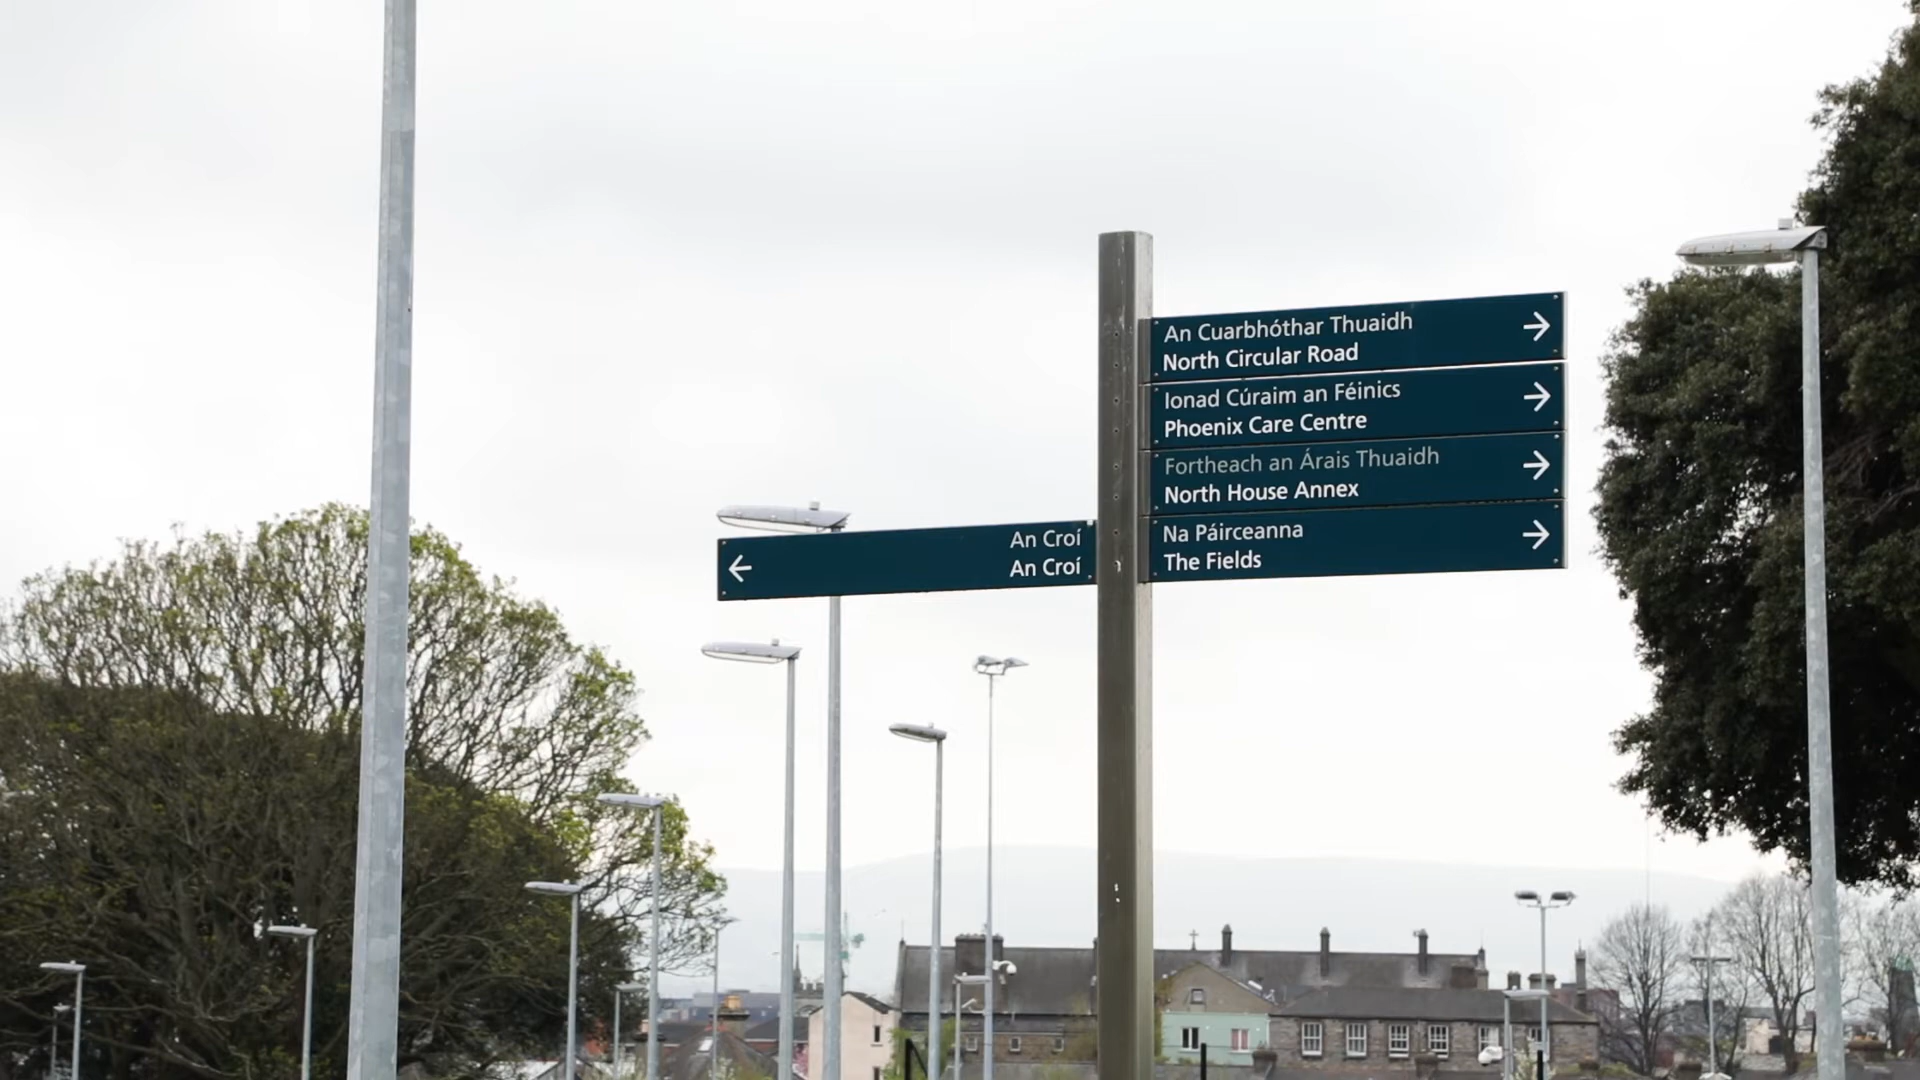 An Cuarbhóthar Thuaidh
North Circular Road
Ionad Cúraim an Féinics
Phoenix Care Centre
Fortheach an Árais Thuaidh
North House Annex
Na Páirceanna
The Fields
An Croí
An Croí